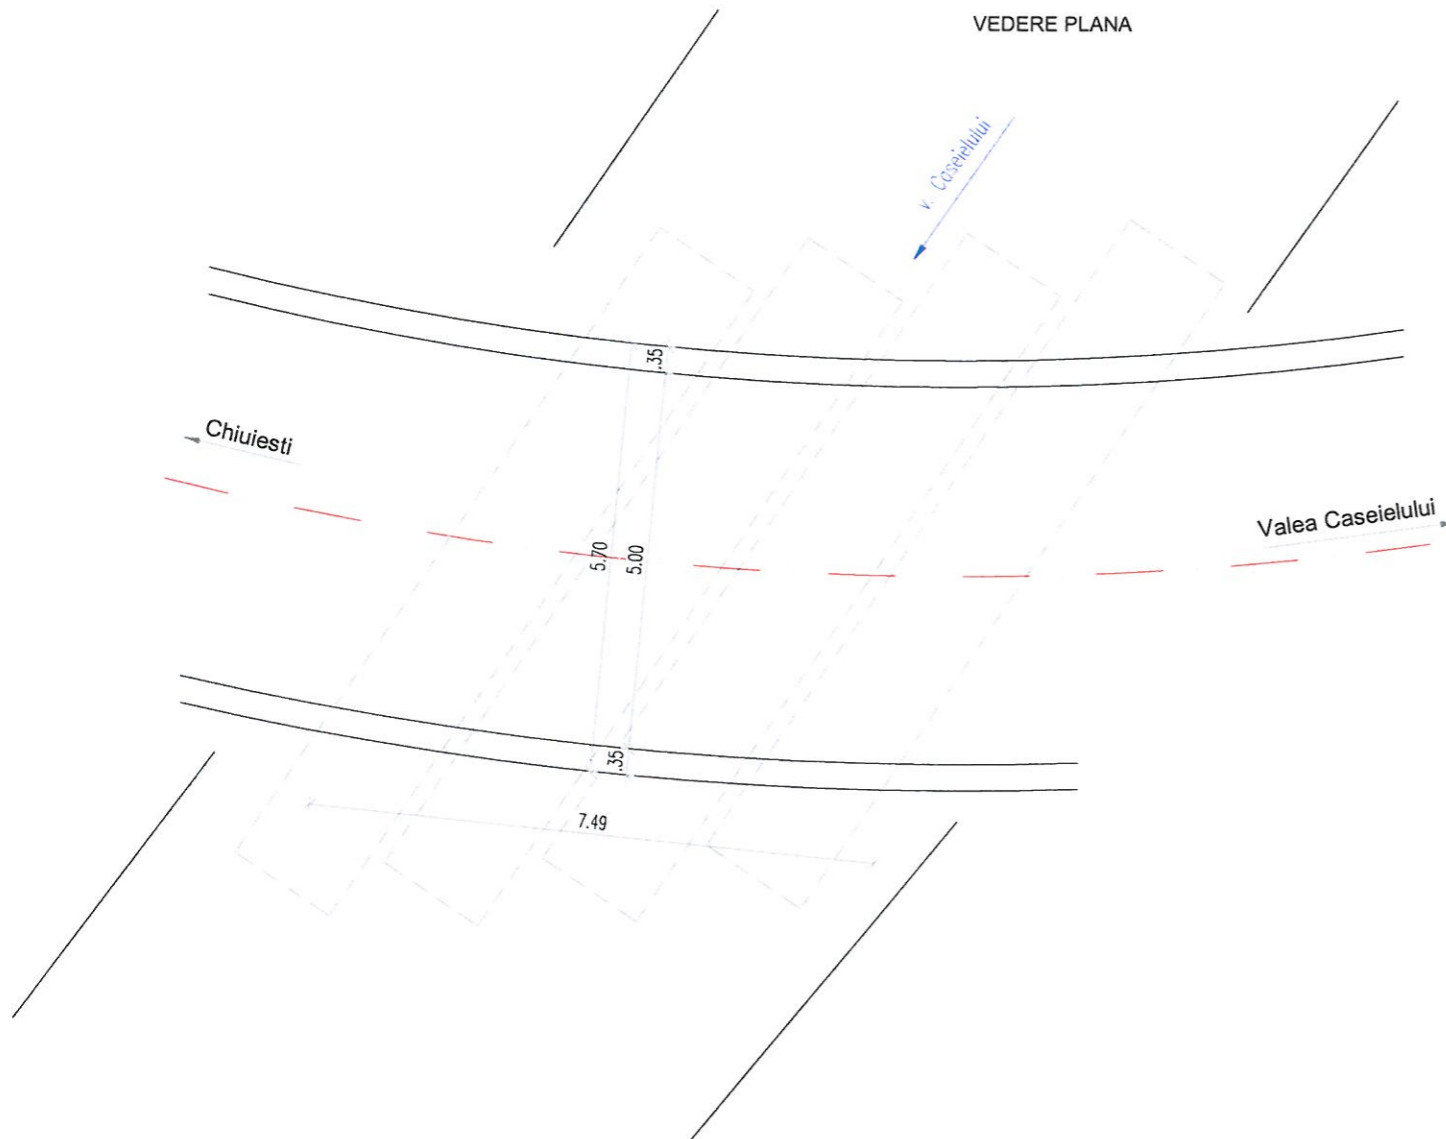 VEDERE PLANA
v. Caseielului
.35
Chiuiesti
Valea Caseielului
5.70
5.00
.35
7.49